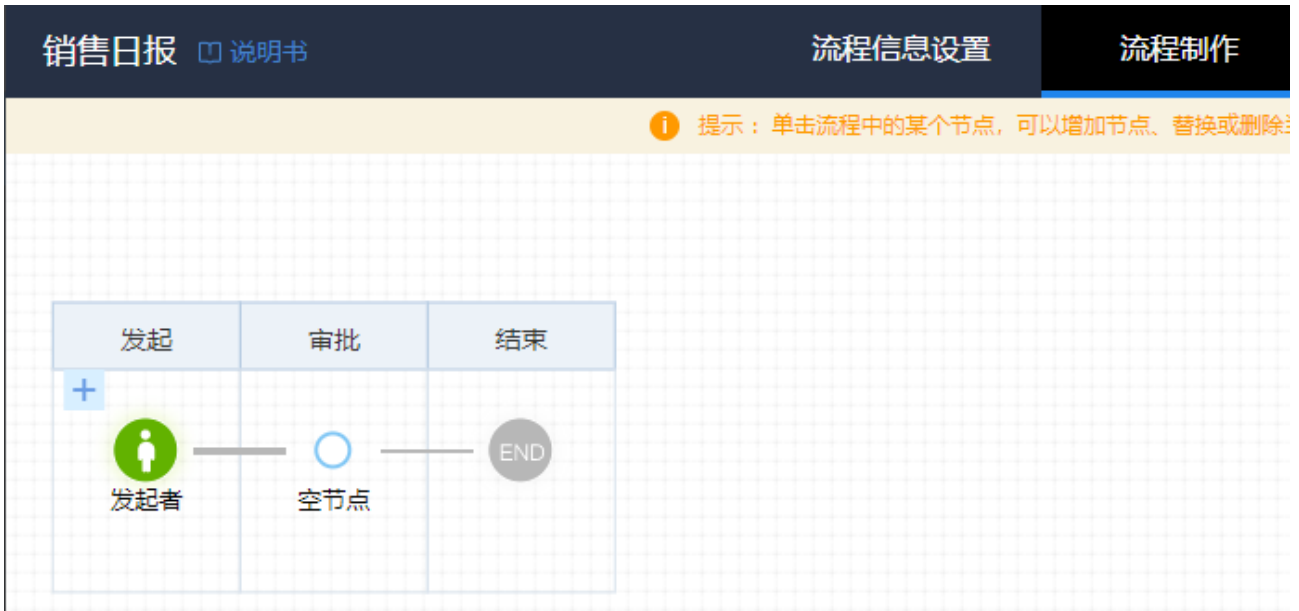 销售日报 说明书 流程信息设置 流程制作
提示：单击流程中的某个节点，可以增加节点、替换或删除
发起 审批 结束
END
发起者 空节点